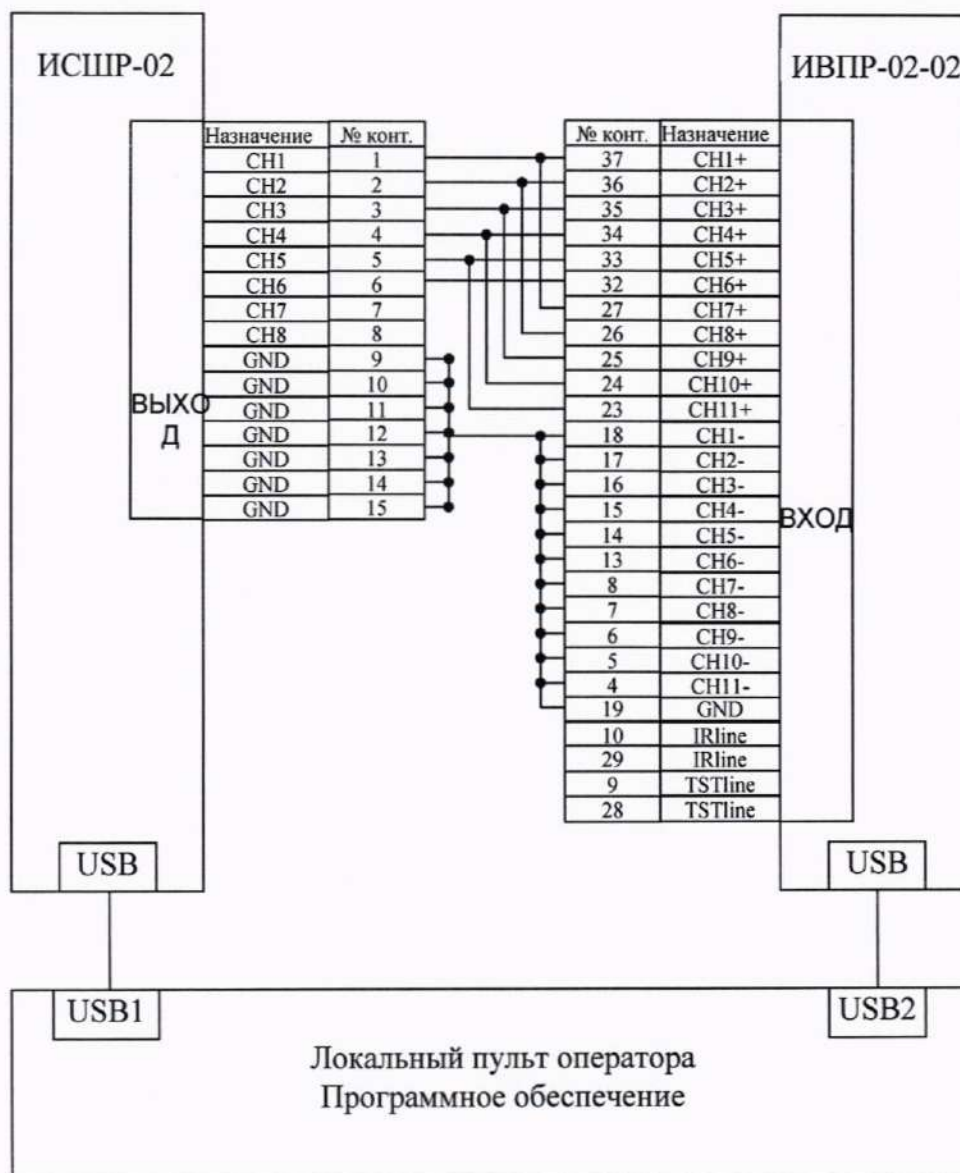 ИСШР-02
ИВПР-02-02
Назначение № конт.
CH1 1
CH2 2
CH3 3
CH4 4
CH5 5
CH6 6
CH7 7
CH8 8
GND 9
GND 10
GND 11
GND 12
GND 13
GND 14
GND 15
ВЫХО
Д
№ конт. Назначение
37 CH1+
36 CH2+
35 CH3+
34 CH4+
33 CH5+
32 CH6+
27 CH7+
26 CH8+
25 CH9+
24 CH10+
23 CH11+
18 CH1-
17 CH2-
16 CH3-
15 CH4-
14 CH5-
13 CH6-
8 CH7-
7 CH8-
6 CH9-
5 CH10-
4 CH11-
19 GND
10 IRline
29 IRline
9 TSTline
28 TSTline
ВХОД
USB
USB
USB1
USB2
Локальный пульт оператора
Программное обеспечение